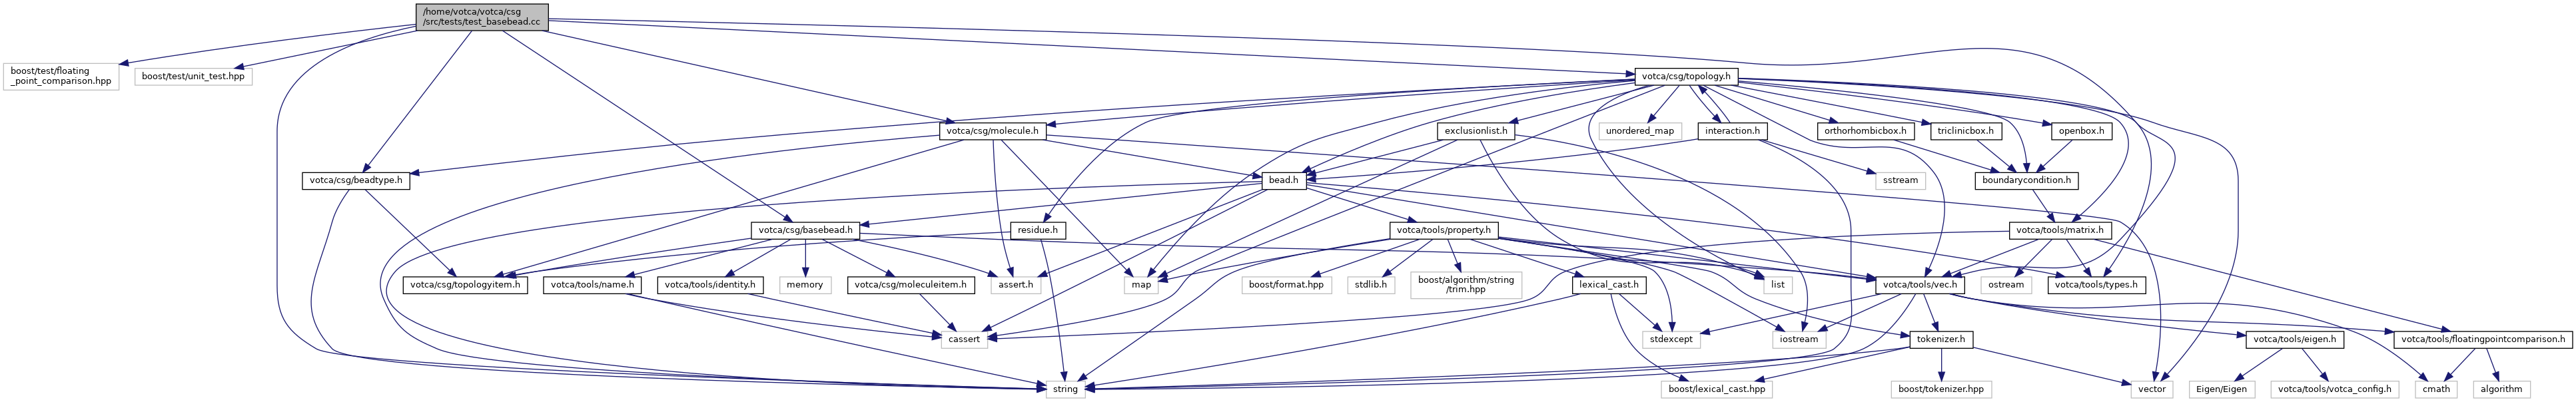 /home/votca/votca/csg
/src/tests/test_basebead.cc
boost/test/floating
_point_comparison.hpp
boost/test/unit_test.hpp
votca/csg/topology.h
votca/csg/molecule.h
exclusionlist.h
unordered_map
interaction.h
orthorhombicbox.h
triclinicbox.h
openbox.h
votca/csg/beadtype.h
bead.h
sstream
boundarycondition.h
votca/csg/basebead.h
residue.h
votca/tools/property.h
votca/tools/matrix.h
votca/csg/topologyitem.h
votca/tools/name.h
votca/tools/identity.h
memory
votca/csg/moleculeitem.h
assert.h
map
boost/format.hpp
stdlib.h
boost/algorithm/string
/trim.hpp
lexical_cast.h
list
votca/tools/vec.h
ostream
votca/tools/types.h
cassert
stdexcept
iostream
tokenizer.h
votca/tools/eigen.h
votca/tools/floatingpointcomparison.h
string
boost/lexical_cast.hpp
boost/tokenizer.hpp
vector
Eigen/Eigen
votca/tools/votca_config.h
cmath
algorithm